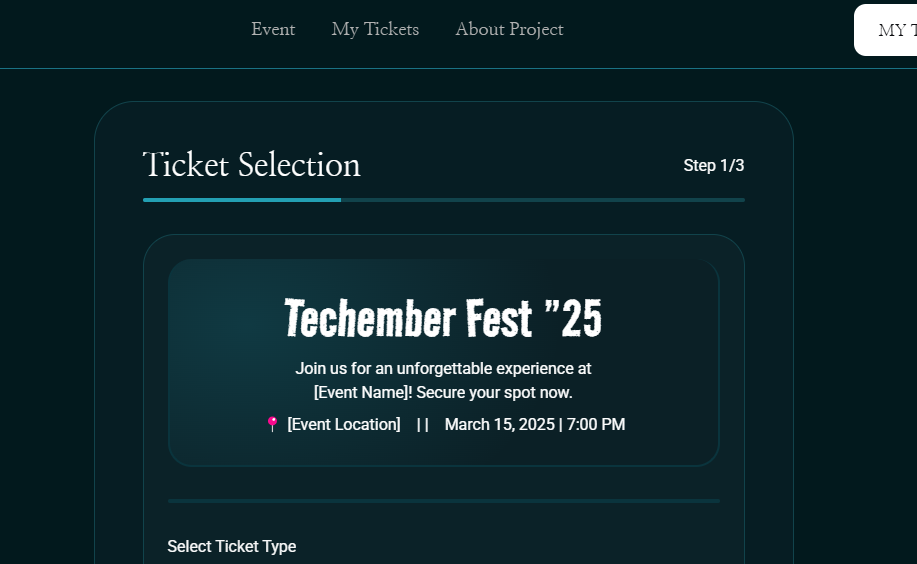 Event My Tickets About Project MY T
Ticket Selection Step 1/3
Techember Fest ”25
Join us for an unforgettable experience at
[Event Name]! Secure your spot now.
[Event Location] || March 15, 2025 | 7:00 PM
Select Ticket Type